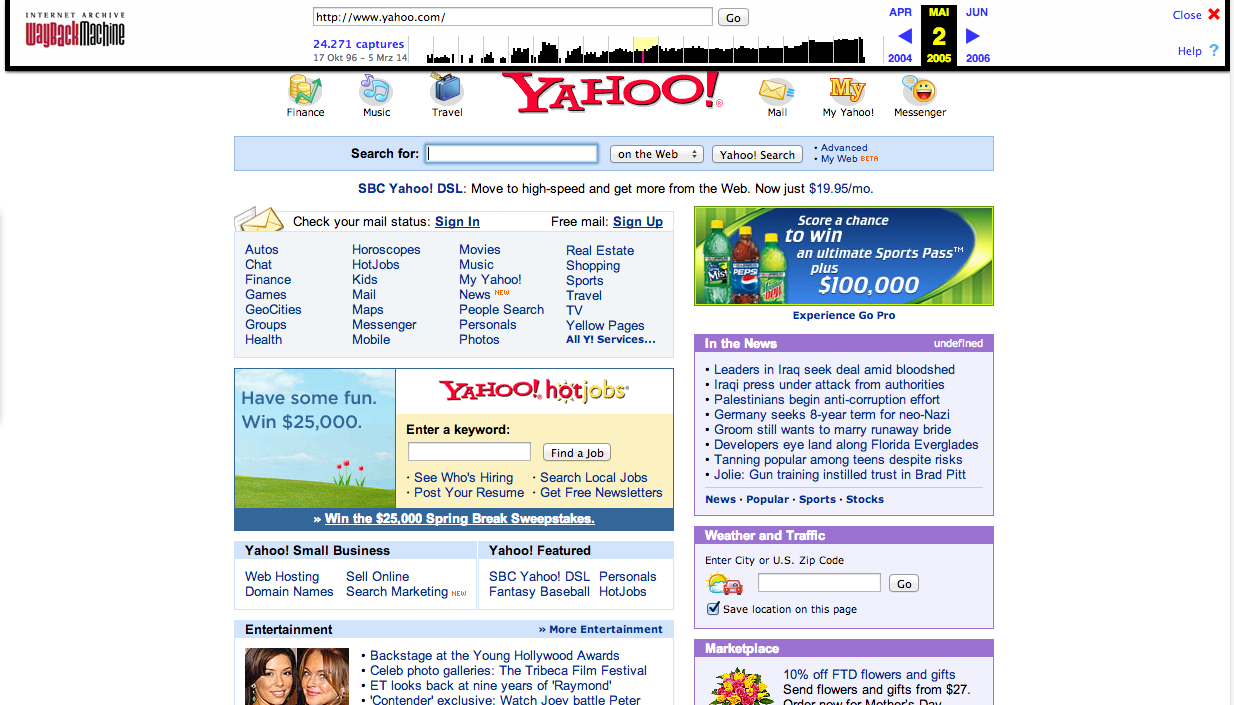 INTERNET ARCHIVE
WayBackMachine
http://www.yahoo.com/
Go
24.271 captures
17 Okt 96 – 5 Mrz 14
APR MAI JUN
2
2004 2005 2006
Close
Help ?
Finance
Music
Travel
YAHOO!®
Mail
My
My Yahoo!
Messenger
Search for:
on the Web
Yahoo! Search
• Advanced
• My Web BETA
SBC Yahoo! DSL: Move to high-speed and get more from the Web. Now just $19.95/mo.
Check your mail status: Sign In
Free mail: Sign Up
Autos
Chat
Finance
Games
GeoCities
Groups
Health
Horoscopes
HotJobs
Kids
Mail
Maps
Messenger
Mobile
Movies
Music
My Yahoo!
News NEW
People Search
Personals
Photos
Real Estate
Shopping
Sports
Travel
TV
Yellow Pages
All Y! Services...
Score a chance
to win
an ultimate Sports Pass™
plus
$100,000
Mist
PEPSI
Experience Go Pro
Have some fun.
Win $25,000.
YAHOO! hotjobs
Enter a keyword:
Find a Job
· See Who's Hiring
· Post Your Resume
· Search Local Jobs
· Get Free Newsletters
» Win the $25,000 Spring Break Sweepstakes.
In the News
undefined
• Leaders in Iraq seek deal amid bloodshed
• Iraqi press under attack from authorities
• Palestinians begin anti-corruption effort
• Germany seeks 8-year term for neo-Nazi
• Groom still wants to marry runaway bride
• Developers eye land along Florida Everglades
• Tanning popular among teens despite risks
• Jolie: Gun training instilled trust in Brad Pitt
News · Popular · Sports · Stocks
Weather and Traffic
Enter City or U.S. Zip Code
Go
Save location on this page
Yahoo! Small Business
Web Hosting
Domain Names
Sell Online
Search Marketing NEW
Yahoo! Featured
SBC Yahoo! DSL
Fantasy Baseball
Personals
HotJobs
Entertainment
» More Entertainment
• Backstage at the Young Hollywood Awards
• Celeb photo galleries: The Tribeca Film Festival
• ET looks back at nine years of 'Raymond'
• 'Contender' exclusive: Watch Joey battle Peter
Marketplace
10% off FTD flowers and gifts
Send flowers and gifts from $27.
Order now for Mother's Day